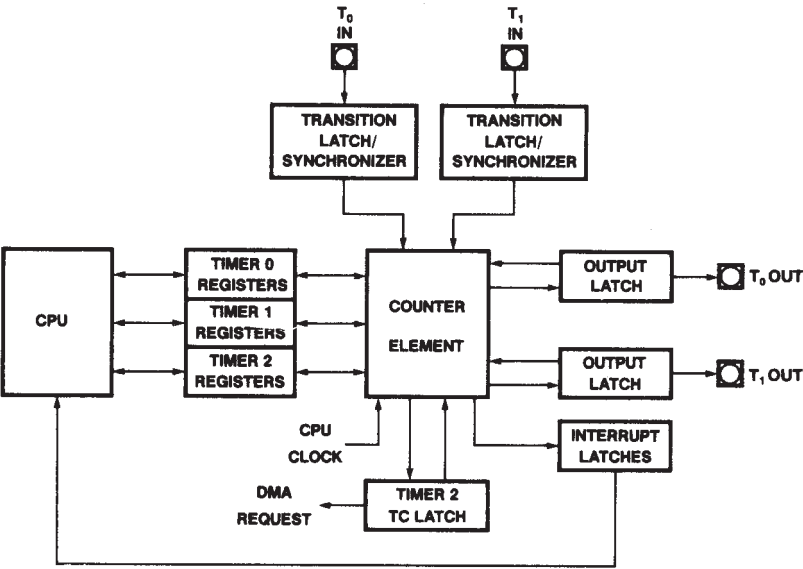 T0
IN
T1
IN
TRANSITION
LATCH/
SYNCHRONIZER
TRANSITION
LATCH/
SYNCHRONIZER
CPU
TIMER 0
REGISTERS
TIMER 1
REGISTERS
TIMER 2
REGISTERS
COUNTER
ELEMENT
OUTPUT
LATCH
T0 OUT
OUTPUT
LATCH
T1 OUT
CPU
CLOCK
INTERRUPT
LATCHES
DMA
REQUEST
TIMER 2
TC LATCH